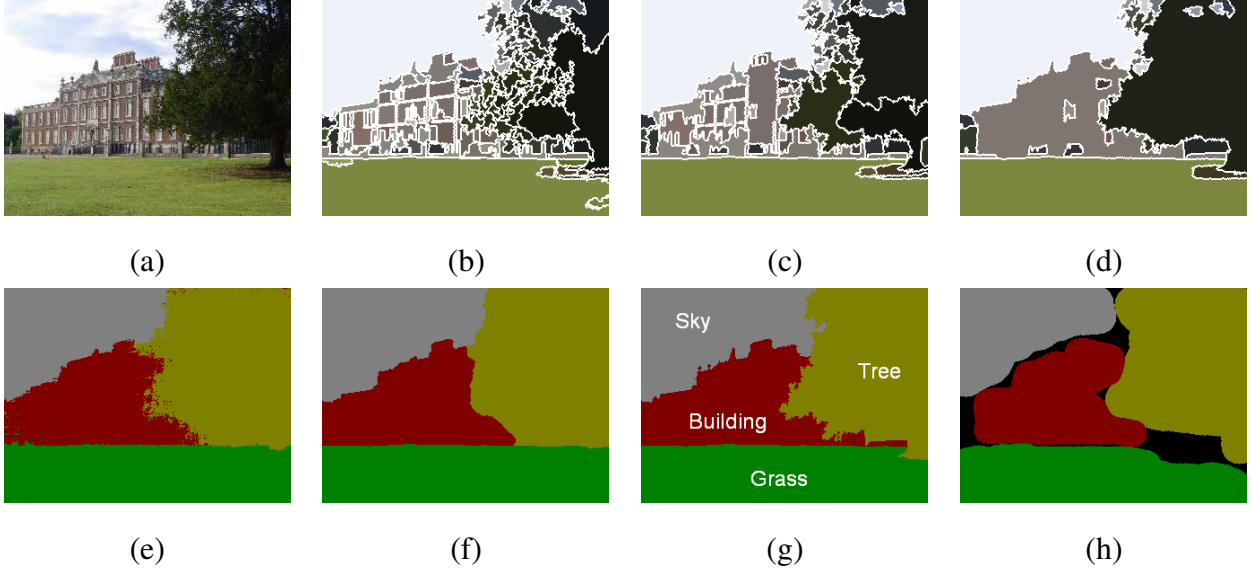 (a) (b) (c) (d)
Sky
Tree
Building
Grass
(e) (f) (g) (h)